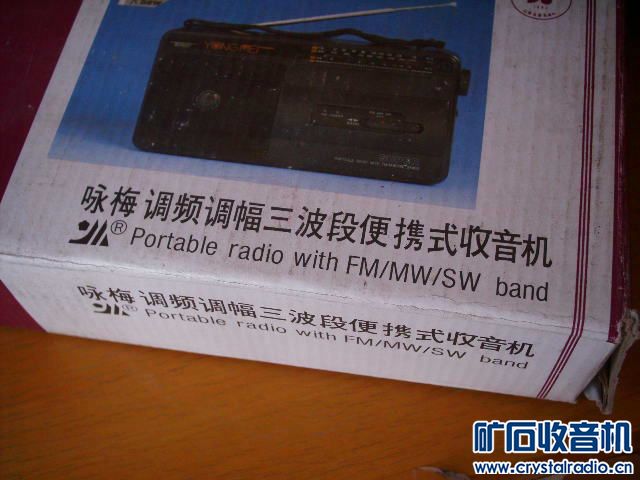 YONG MEI
咏梅 调频调幅三波段便携式收音机
® Portable radio with FM/MW/SW band
咏梅 调频调幅三波段便携式收音机
® Portable radio with FM/MW/SW band
矿石收音机
www.crystalradio.cn